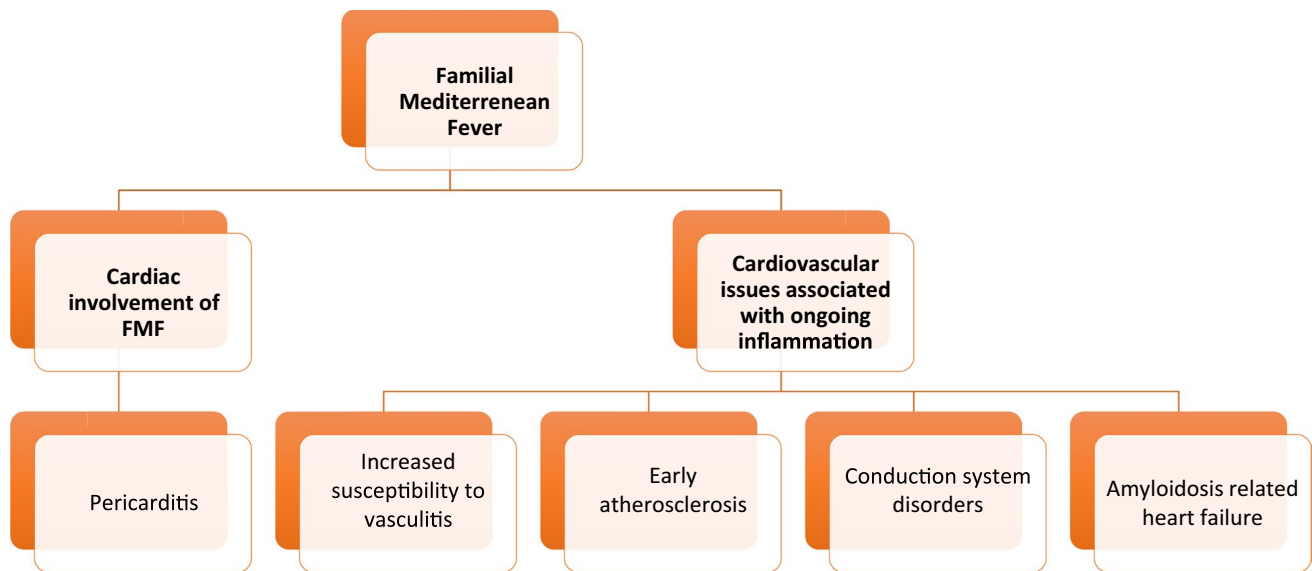 Familial
Mediterrenean
Fever
Cardiac
involvement of
FMF
Cardiovascular
issues associated
with ongoing
inflammation
Pericarditis
Increased
susceptibility to
vasculitis
Early
atherosclerosis
Conduction system
disorders
Amyloidosis related
heart failure